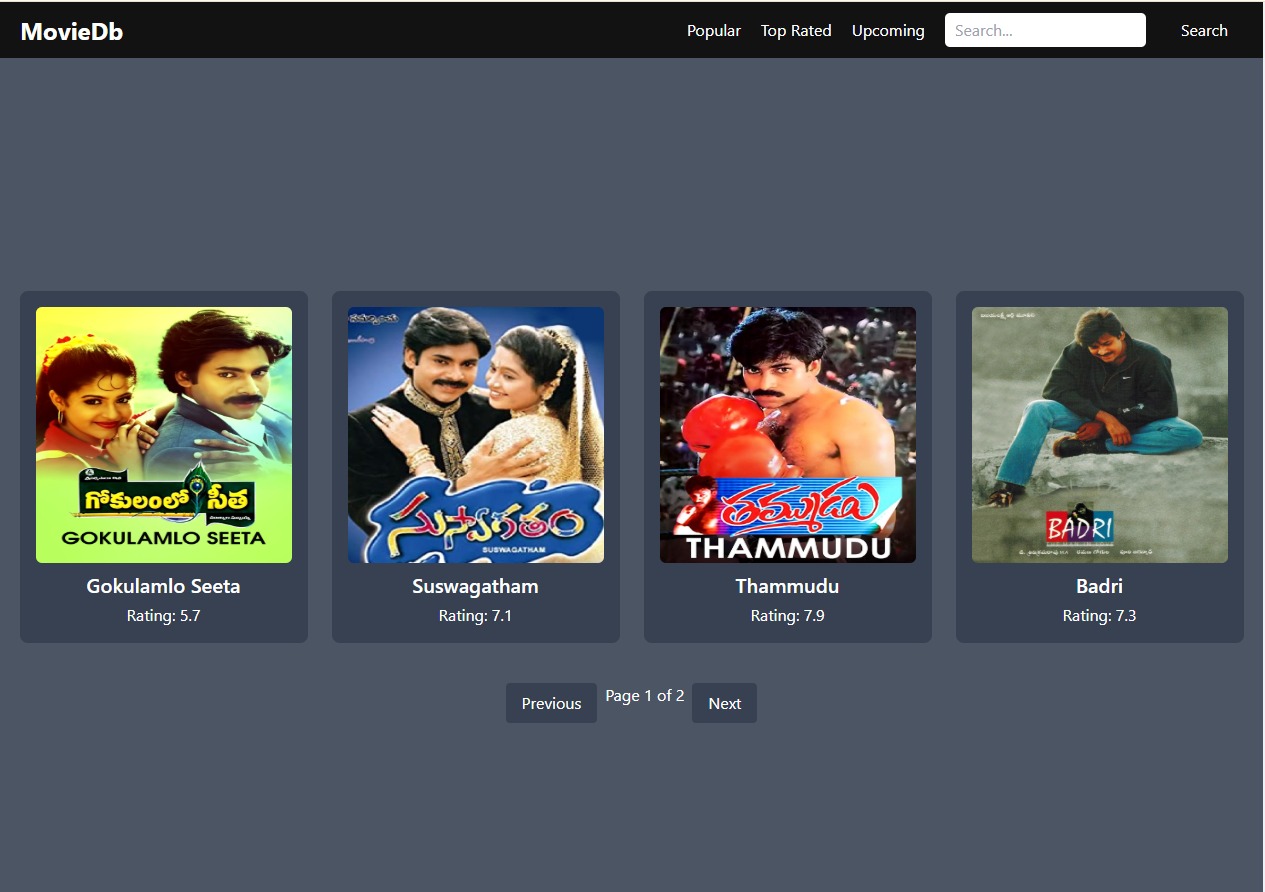 MovieDb
Popular Top Rated Upcoming Search... Search
గోకులంలో సీత
GOKULAMLO SEETA
Gokulamlo Seeta
Rating: 5.7
సుస్వాగతం
SUSWAGATHAM
Suswagatham
Rating: 7.1
తమ్ముడు
THAMMUDU
Thammudu
Rating: 7.9
BADRI
Badri
Rating: 7.3
Previous Page 1 of 2 Next